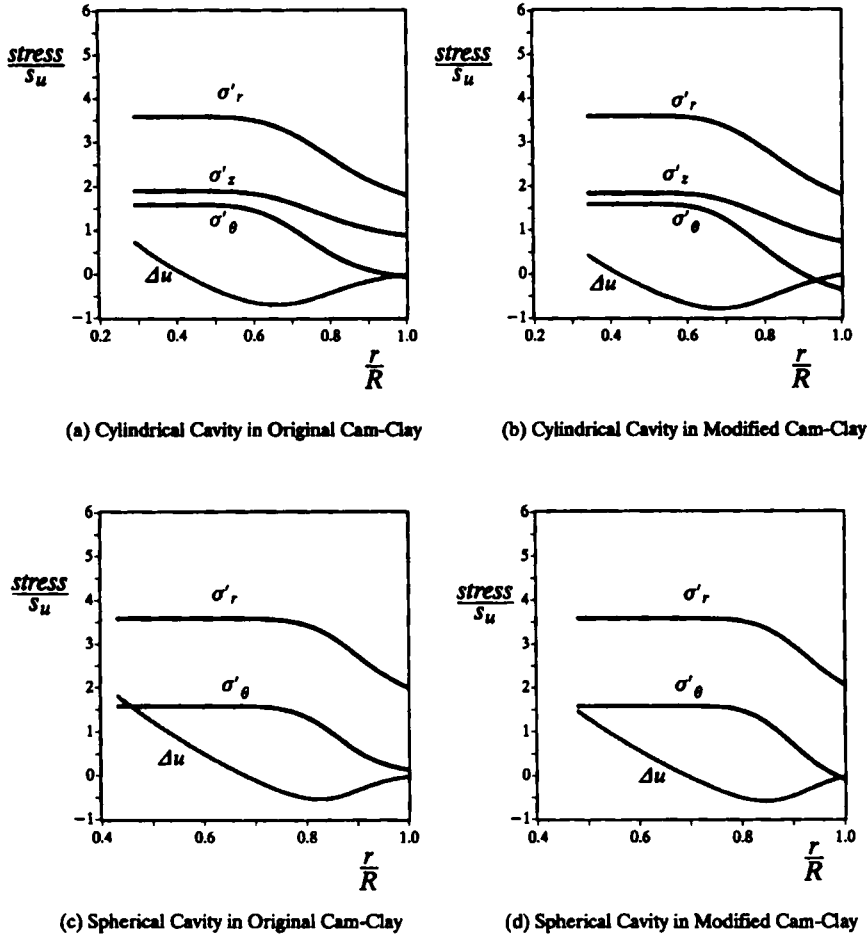 6
5
4
3
2
1
0
−1
stress
s_u
σ′_r
σ′_z
σ′_θ
Δu
0.2
0.4
0.6
0.8
1.0
r
R
(a) Cylindrical Cavity in Original Cam-Clay
6
5
4
3
2
1
0
−1
stress
s_u
σ′_r
σ′_z
σ′_θ
Δu
0.2
0.4
0.6
0.8
1.0
r
R
(b) Cylindrical Cavity in Modified Cam-Clay
6
5
4
3
2
1
0
−1
stress
s_u
σ′_r
σ′_θ
Δu
0.4
0.6
0.8
1.0
r
R
(c) Spherical Cavity in Original Cam-Clay
6
5
4
3
2
1
0
−1
stress
s_u
σ′_r
σ′_θ
Δu
0.4
0.6
0.8
1.0
r
R
(d) Spherical Cavity in Modified Cam-Clay